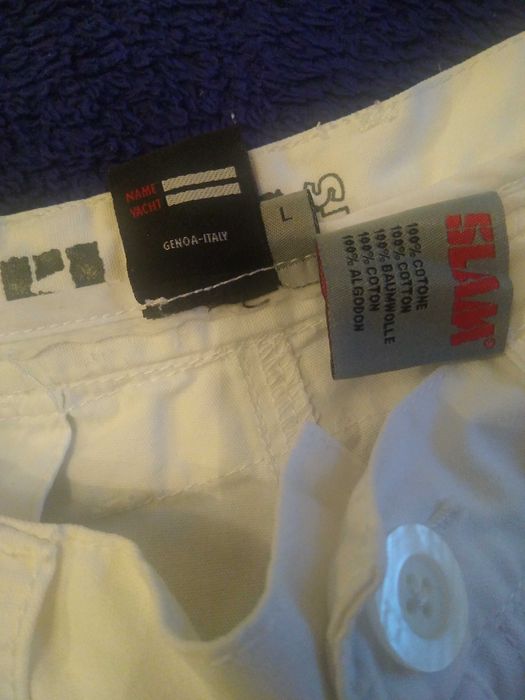 NAME
YACHT
GENOA-ITALY
L
SLAM
100% COTONE
100% COTTON
100% BAUMWOLLE
100% COTON
100% ALGODON